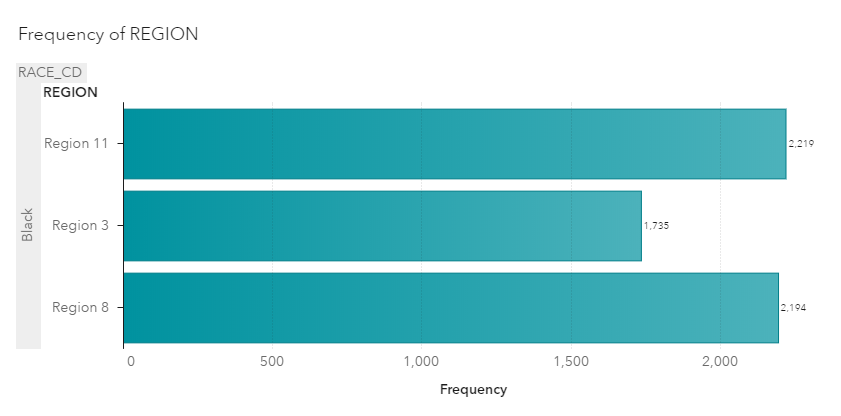 Frequency of REGION
RACE_CD
REGION
Black
Region 11
2,219
Region 3
1,735
Region 8
2,194
0 500 1,000 1,500 2,000
Frequency